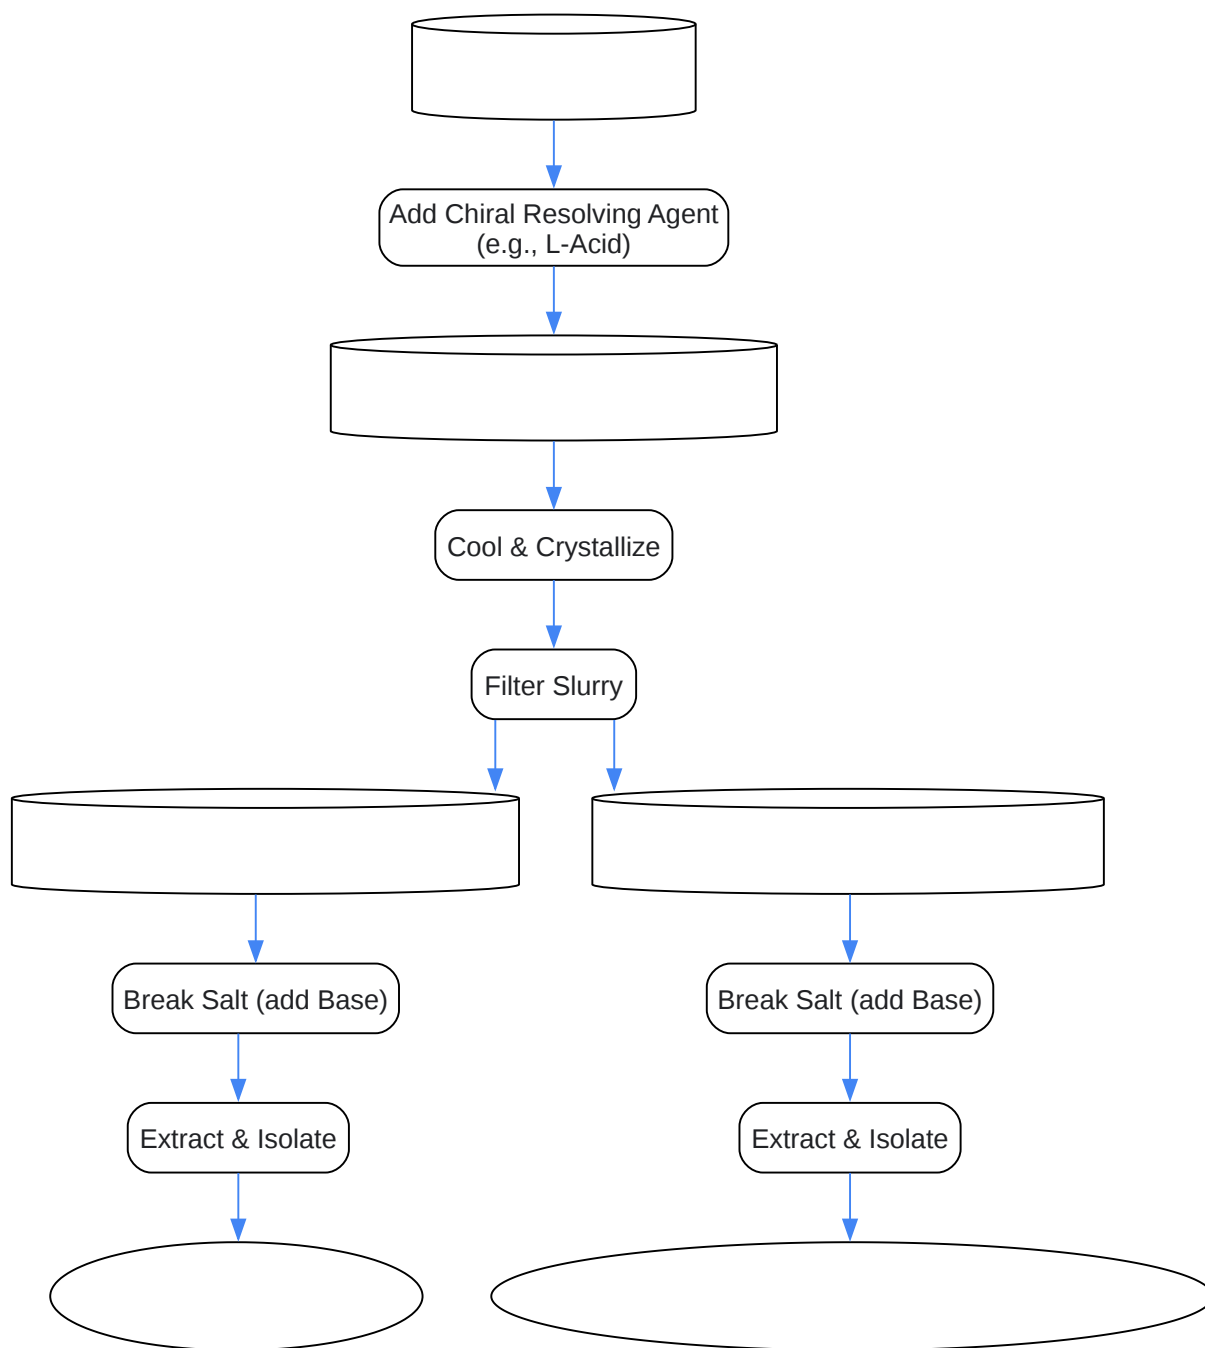 Add Chiral Resolving Agent
(e.g., L-Acid)
Cool & Crystallize
Filter Slurry
Break Salt (add Base)
Break Salt (add Base)
Extract & Isolate
Extract & Isolate